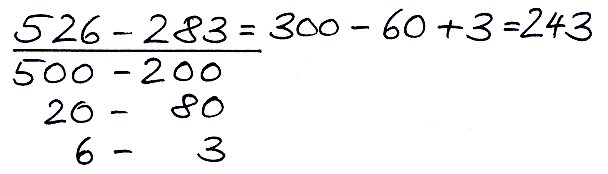 526 - 283 = 300 - 60 + 3 = 243
500 - 200
20 - 80
6 - 3